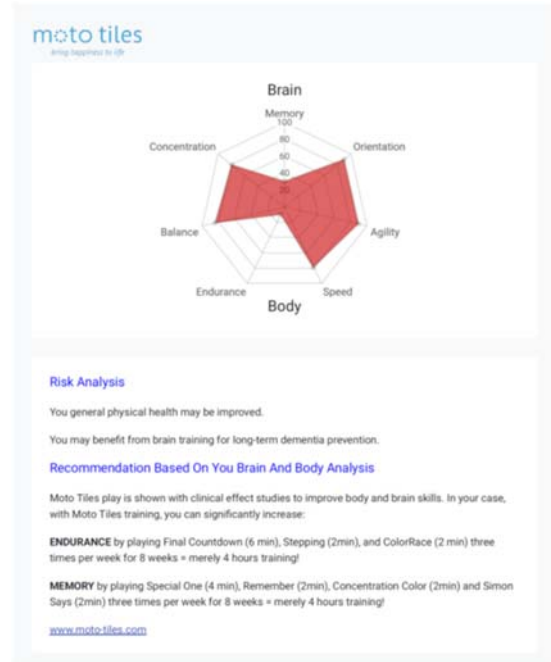 moto tiles
bring happiness to life
Brain
Memory
100
80
60
40
20
Concentration
Orientation
Balance
Agility
Endurance
Speed
Body
Risk Analysis
You general physical health may be improved.
You may benefit from brain training for long-term dementia prevention.
Recommendation Based On You Brain And Body Analysis
Moto Tiles play is shown with clinical effect studies to improve body and brain skills. In your case,
with Moto Tiles training, you can significantly increase:
ENDURANCE by playing Final Countdown (6 min), Stepping (2min), and ColorRace (2 min) three
times per week for 8 weeks = merely 4 hours training!
MEMORY by playing Special One (4 min), Remember (2min), Concentration Color (2min) and Simon
Says (2min) three times per week for 8 weeks = merely 4 hours training!
www.moto-tiles.com